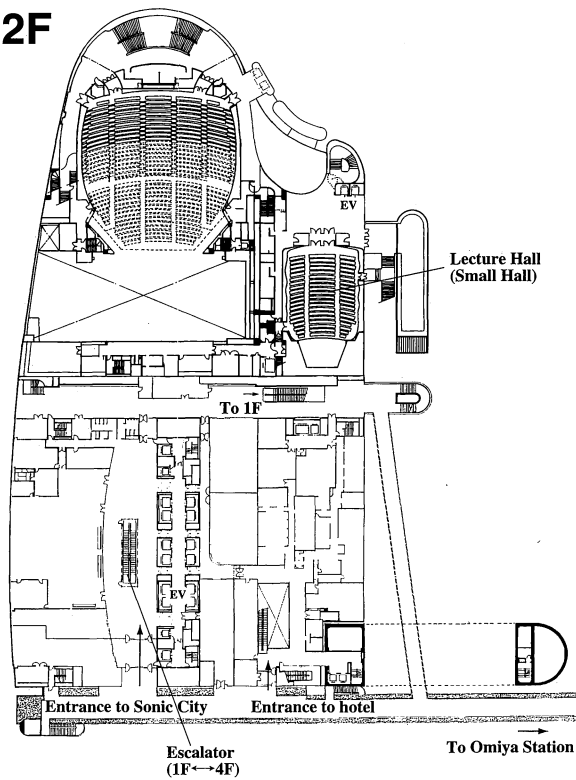 2F
EV
Lecture Hall
(Small Hall)
To 1F
EV
Entrance to Sonic City
Entrance to hotel
Escalator
(1F↔4F)
To Omiya Station